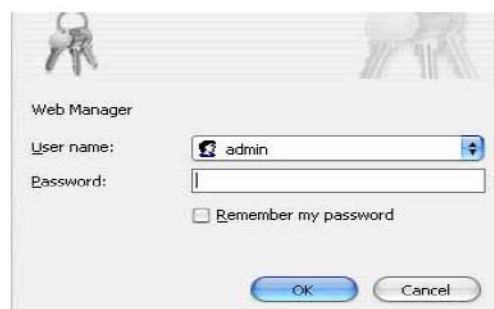 Web Manager
User name: admin
Password:
Remember my password
OK Cancel